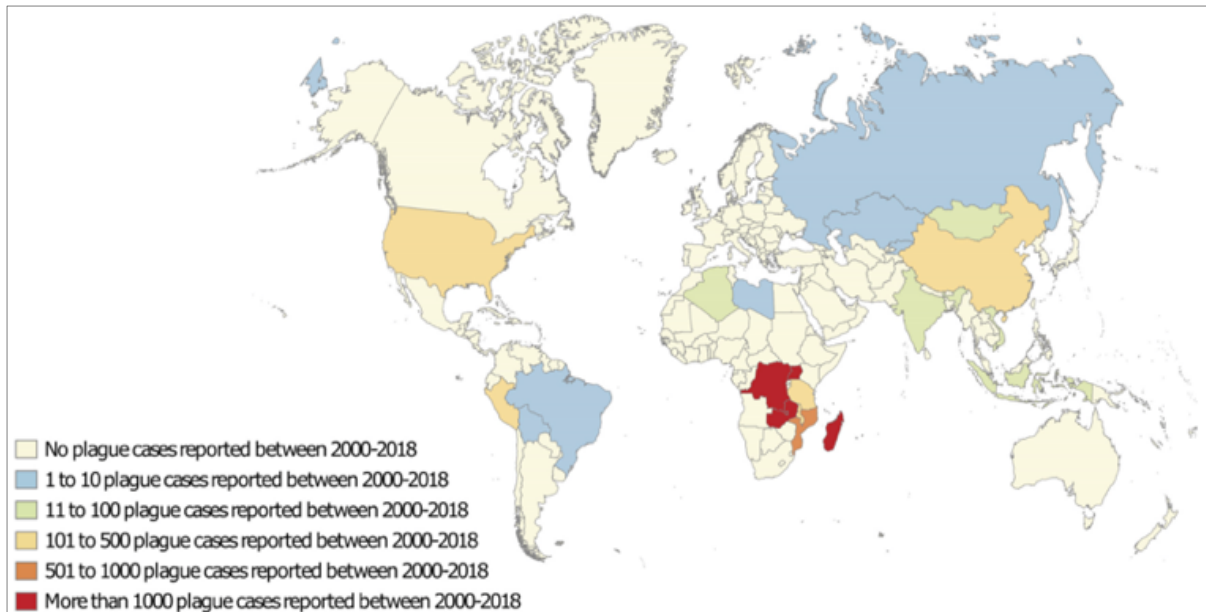 No plague cases reported between 2000-2018
1 to 10 plague cases reported between 2000-2018
11 to 100 plague cases reported between 2000-2018
101 to 500 plague cases reported between 2000-2018
501 to 1000 plague cases reported between 2000-2018
More than 1000 plague cases reported between 2000-2018